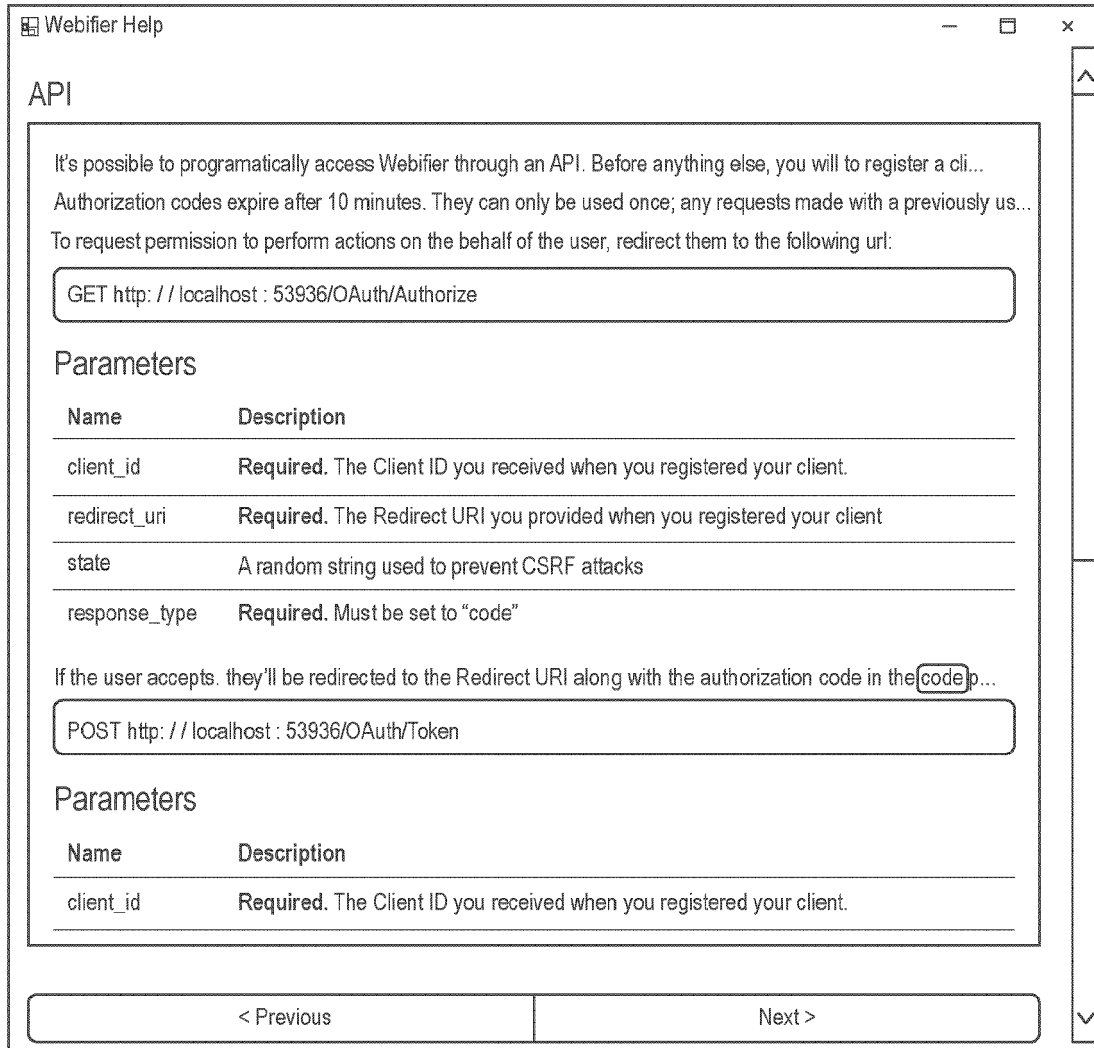 Webifier Help
API
It's possible to programatically access Webifier through an API. Before anything else, you will to register a cli...
Authorization codes expire after 10 minutes. They can only be used once; any requests made with a previously us...
To request permission to perform actions on the behalf of the user, redirect them to the following url:
GET http: / / localhost : 53936/OAuth/Authorize
Parameters
Name Description
client_id Required. The Client ID you received when you registered your client.
redirect_uri Required. The Redirect URI you provided when you registered your client
state A random string used to prevent CSRF attacks
response_type Required. Must be set to “code”
If the user accepts. they'll be redirected to the Redirect URI along with the authorization code in the code p...
POST http: / / localhost : 53936/OAuth/Token
Parameters
Name Description
client_id Required. The Client ID you received when you registered your client.
< Previous Next >